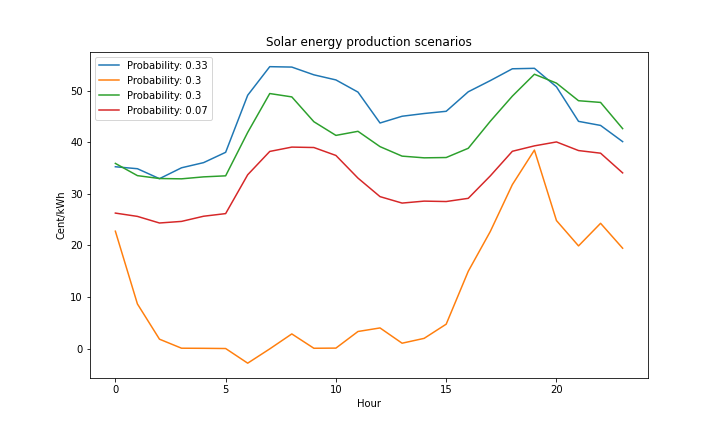 Solar energy production scenarios
Probability: 0.33
Probability: 0.3
Probability: 0.3
Probability: 0.07
50
40
30
20
10
0
Cent/kWh
0 5 10 15 20
Hour